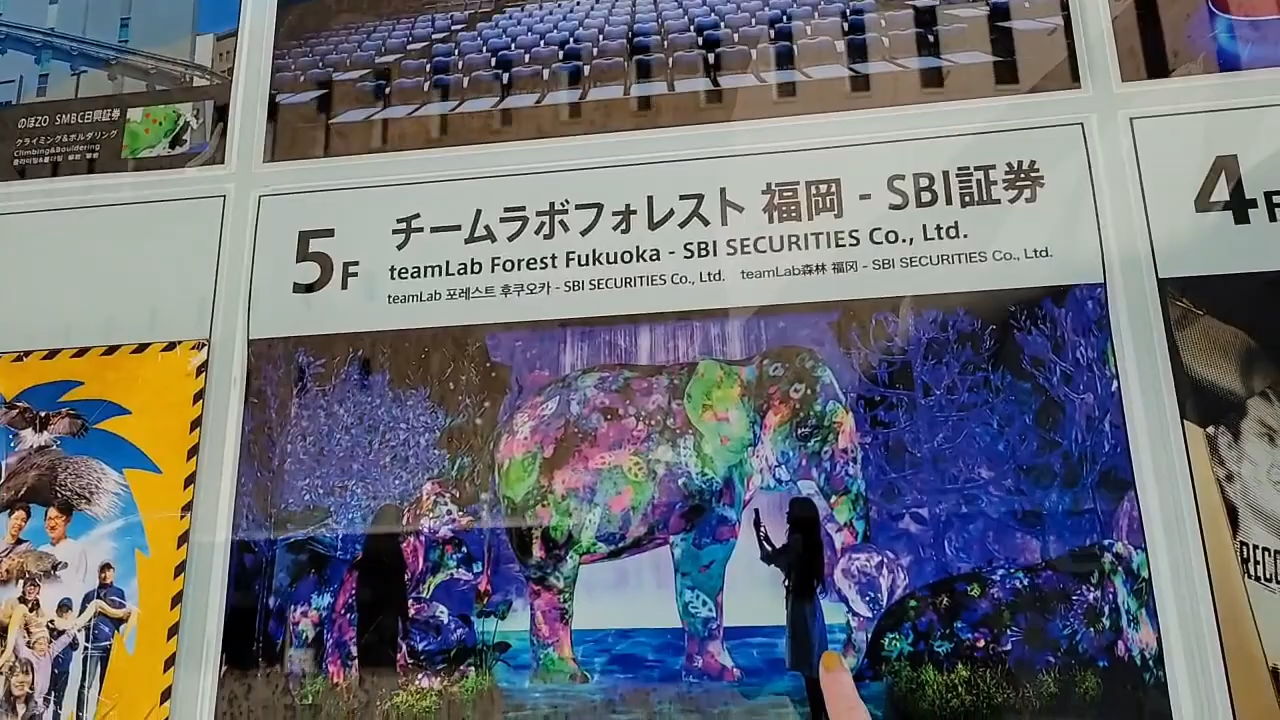 のぼZO SMBC日興証券
クライミング&ボルダリング
Climbing&Bouldering
5F
チームラボフォレスト 福岡 - SBI証券
teamLab Forest Fukuoka - SBI SECURITIES Co., Ltd.
teamLab 포레스트 후쿠오카 - SBI SECURITIES Co., Ltd. teamLab森林 福冈 - SBI SECURITIES Co., Ltd.
4F